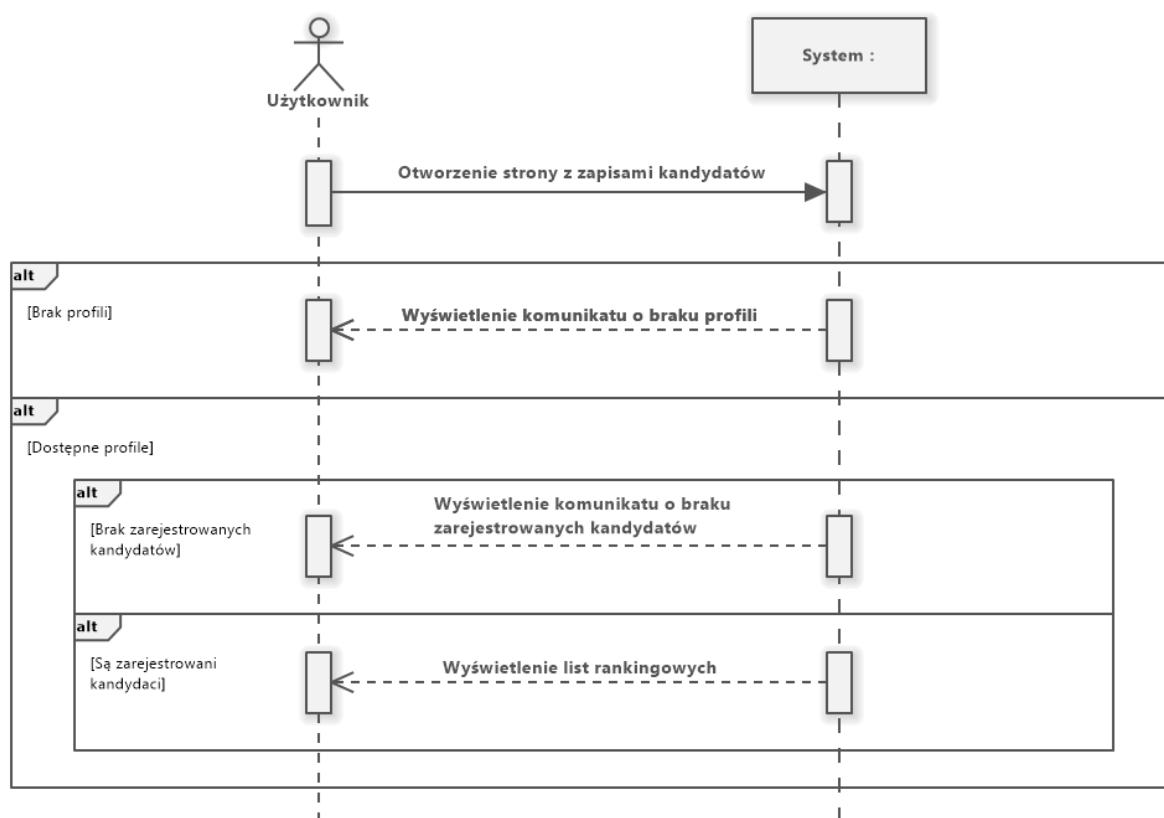 Użytkownik
System :
Otworzenie strony z zapisami kandydatów
alt
[Brak profili]
Wyświetlenie komunikatu o braku profili
alt
[Dostępne profile]
alt
Wyświetlenie komunikatu o braku
zarejestrowanych kandydatów
[Brak zarejestrowanych
kandydatów]
alt
[Są zarejestrowani
kandydaci]
Wyświetlenie list rankingowych